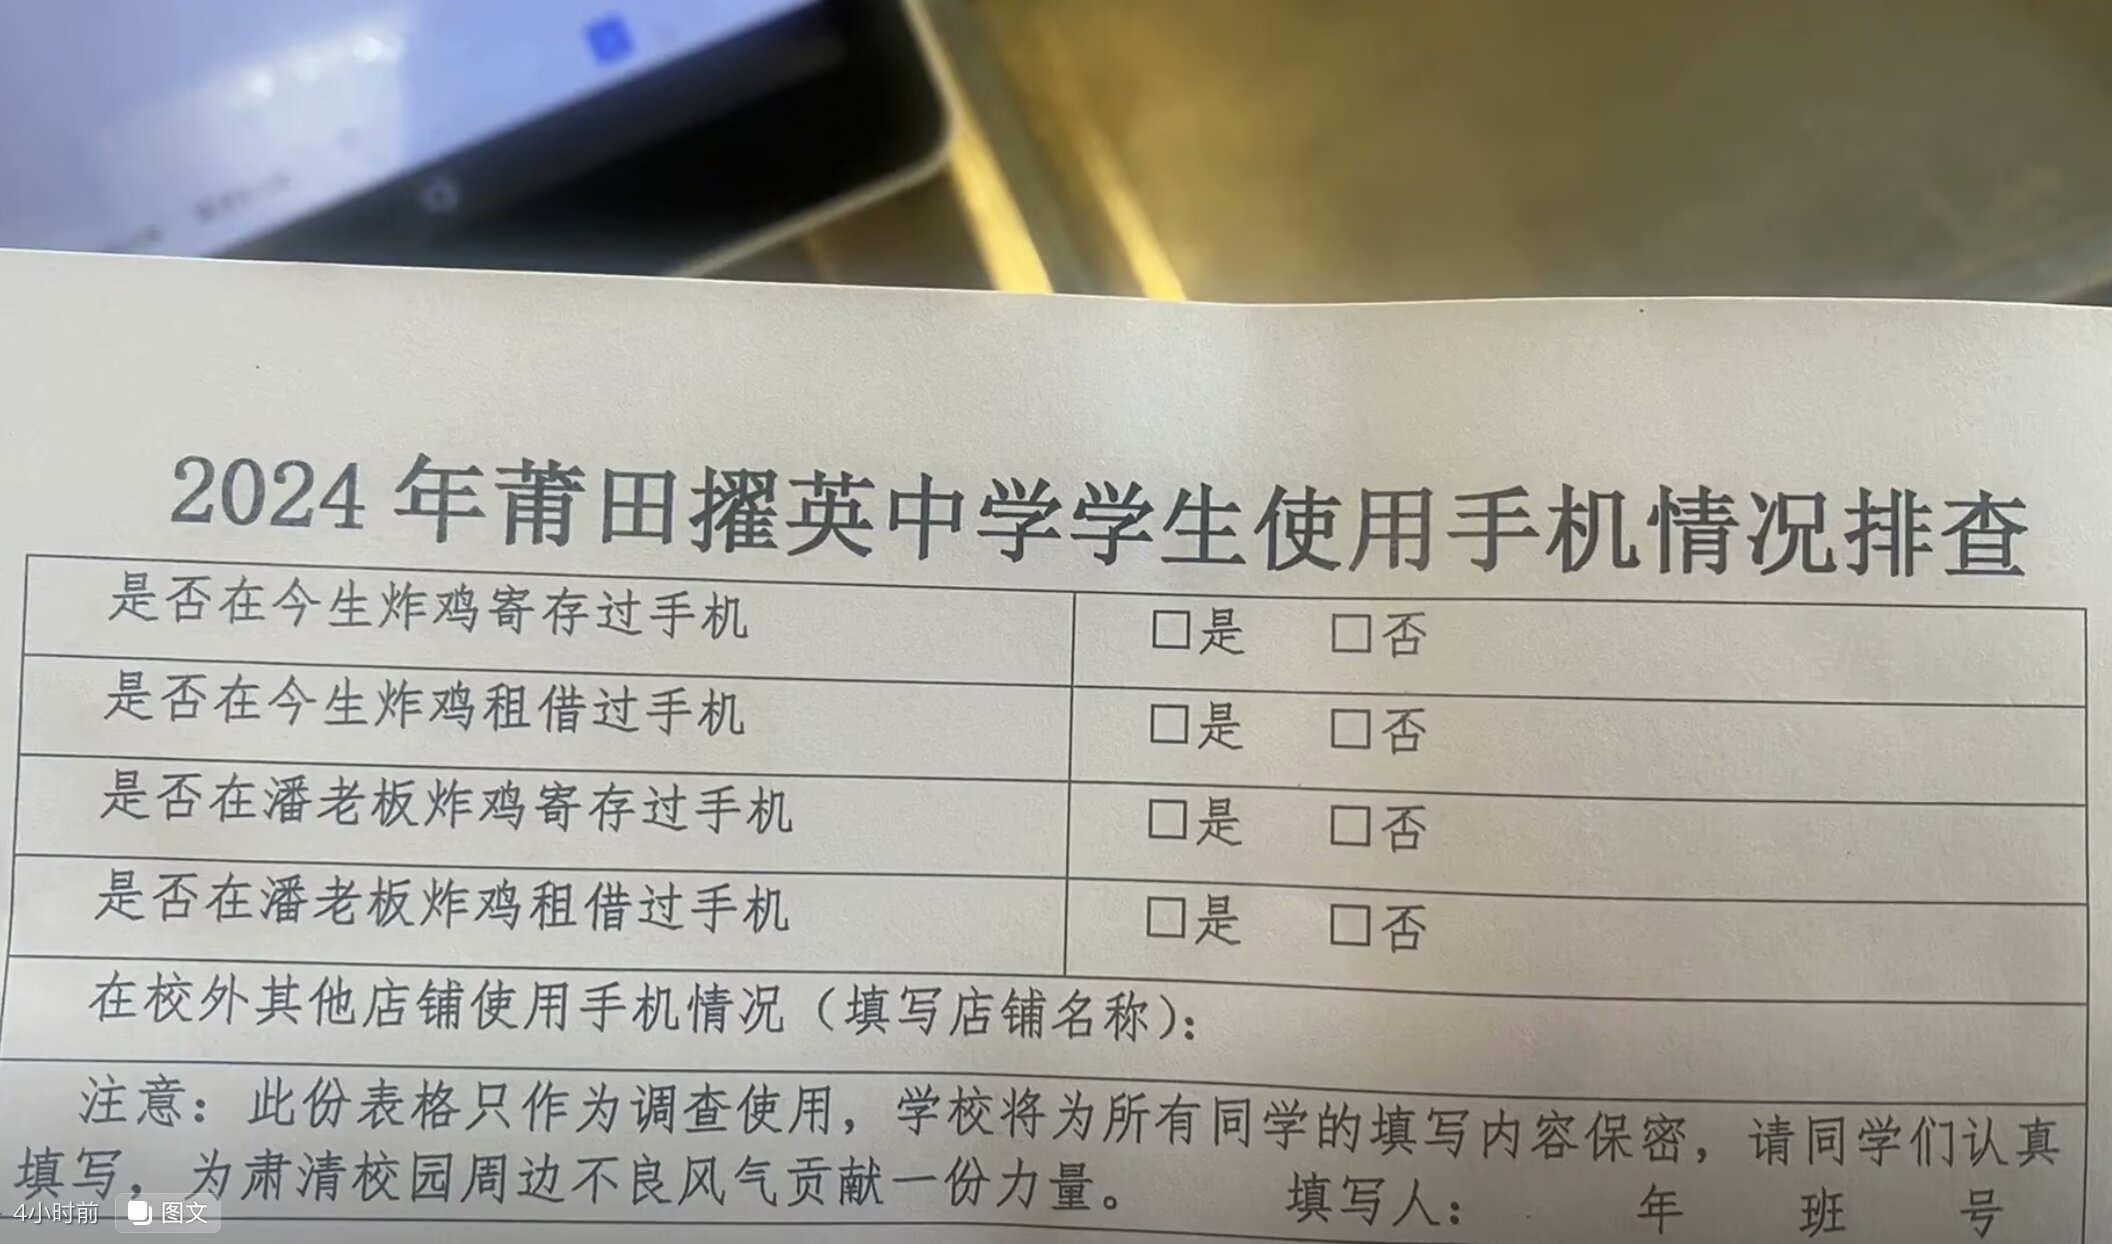 2024年莆田擢英中学学生使用手机情况排查
是否在今生炸鸡寄存过手机 □是 □否
是否在今生炸鸡租借过手机 □是 □否
是否在潘老板炸鸡寄存过手机 □是 □否
是否在潘老板炸鸡租借过手机 □是 □否
在校外其他店铺使用手机情况（填写店铺名称）：
注意：此份表格只作为调查使用，学校将为所有同学的填写内容保密，请同学们认真
填写，为肃清校园周边不良风气贡献一份力量。 填写人： 年 班 号
4小时前 图文